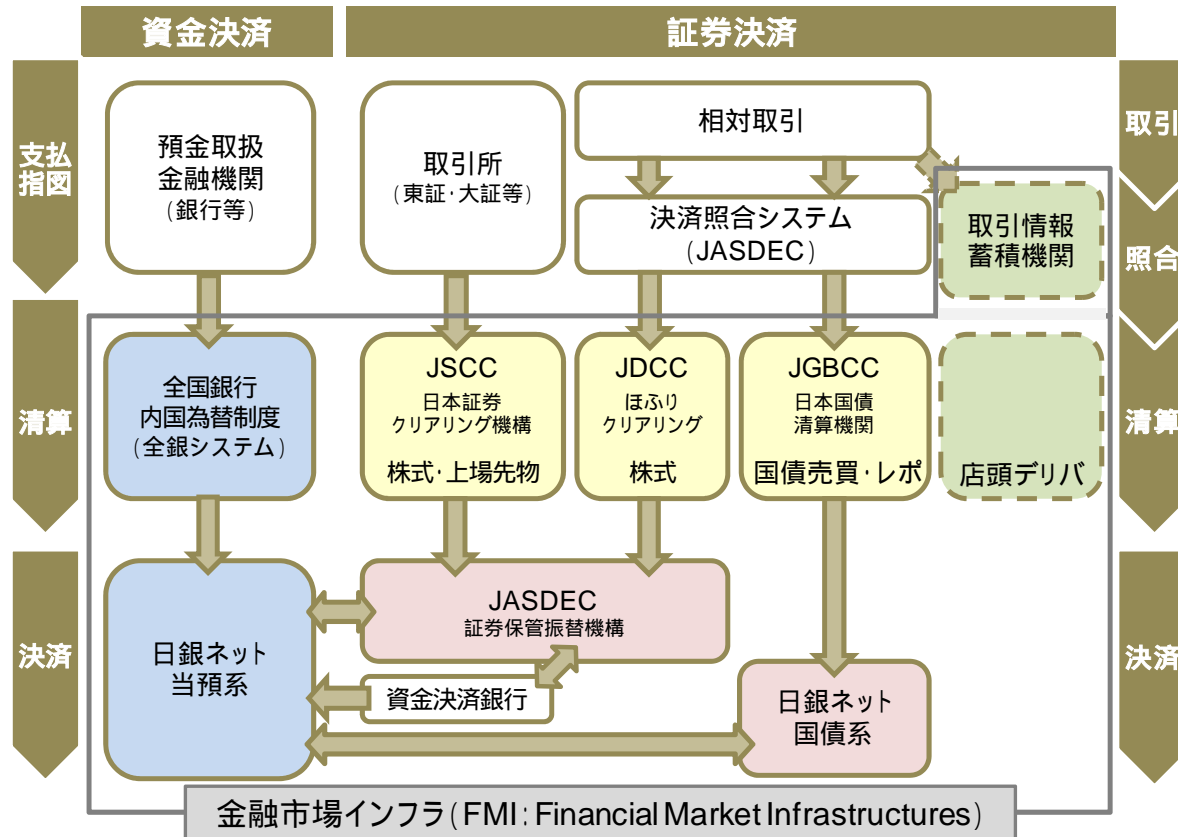 資金決済
証券決済
支払
指図
清算
決済
預金取扱
金融機関
(銀行等)
取引所
(東証・大証等)
相対取引
決済照合システム
(JASDEC)
取引情報
蓄積機関
取引
照合
清算
決済
全国銀行
内国為替制度
(全銀システム)
JSCC
日本証券
クリアリング機構
株式・上場先物
JDCC
ほふり
クリアリング
株式
JGBCC
日本国債
清算機関
国債売買・レポ
店頭デリバ
日銀ネット
当預系
JASDEC
証券保管振替機構
資金決済銀行
日銀ネット
国債系
金融市場インフラ(FMI: Financial Market Infrastructures)